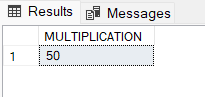 Results Messages
MULTIPLICATION
1 50